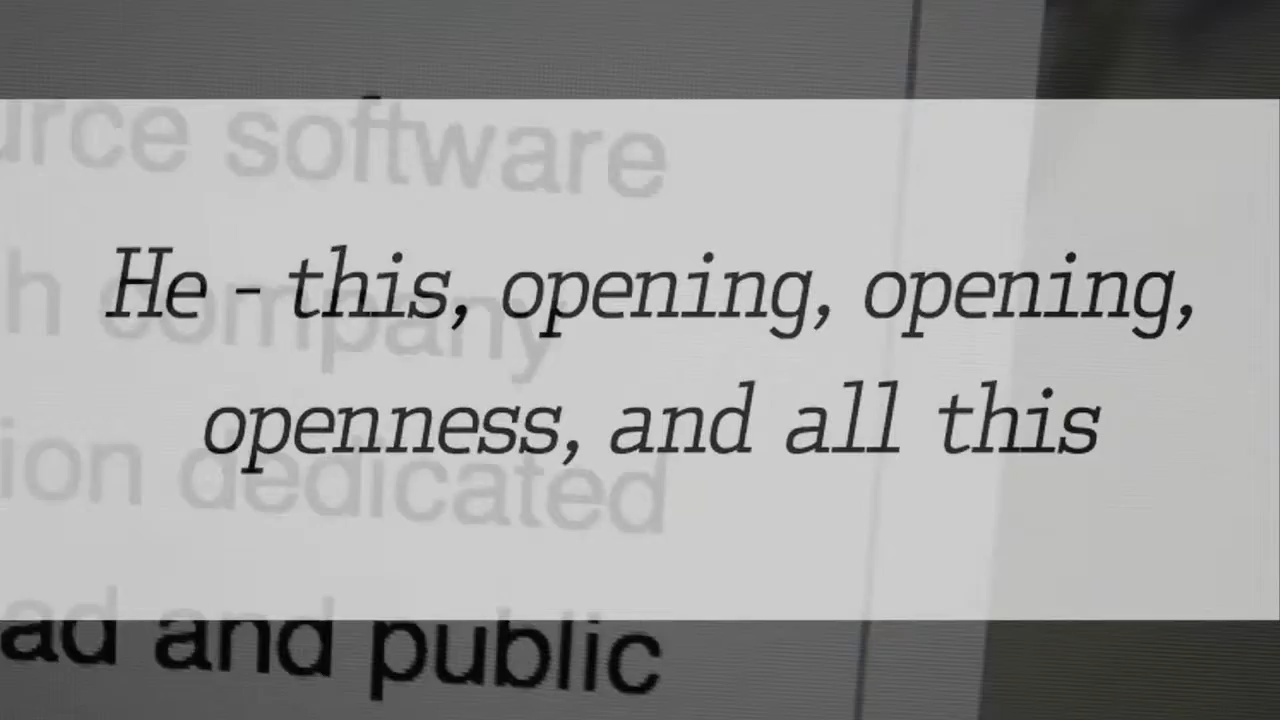 urce software
He - this, opening, opening,
h company
openness, and all this
ion dedicated
ad and public